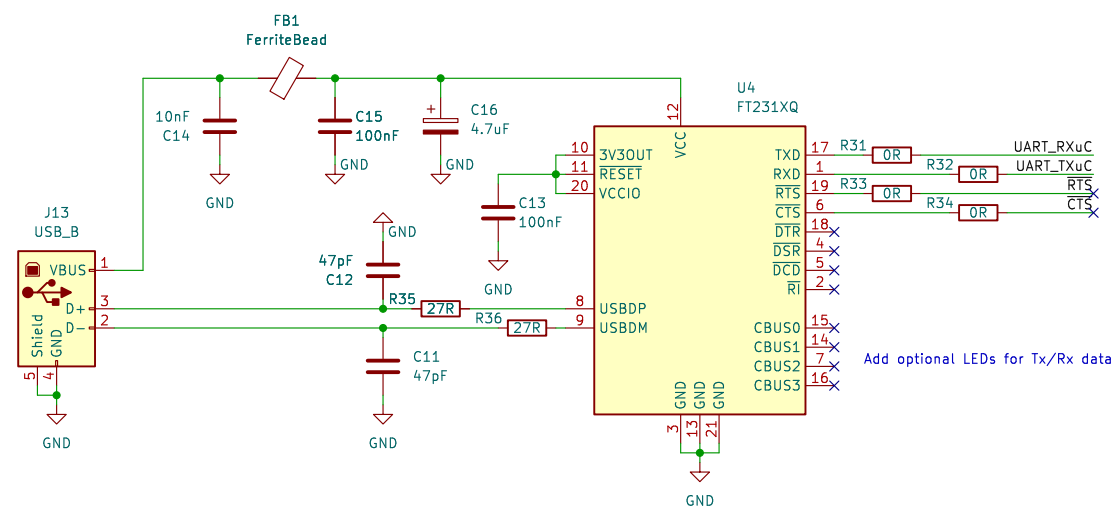 FB1
FerriteBead
10nF
C14
C15
100nF
GND
C16
4.7uF
GND
GND
U4
FT231XQ
12
VCC
10
3V3OUT
11
RESET
20
VCCIO
C13
100nF
GND
TXD
17
R31
0R
UART_RXuC
RXD
1
R32
0R
UART_TXuC
RTS
19
R33
0R
RTS
CTS
6
R34
0R
CTS
DTR
18
DSR
4
DCD
5
RI
2
J13
USB_B
VBUS
1
D+
3
D-
2
Shield
GND
5
4
GND
GND
47pF
C12
R35
27R
8
USBDP
R36
27R
9
USBDM
C11
47pF
GND
CBUS0
15
CBUS1
14
CBUS2
7
CBUS3
16
Add optional LEDs for Tx/Rx data
GND
GND
GND
3
13
21
GND